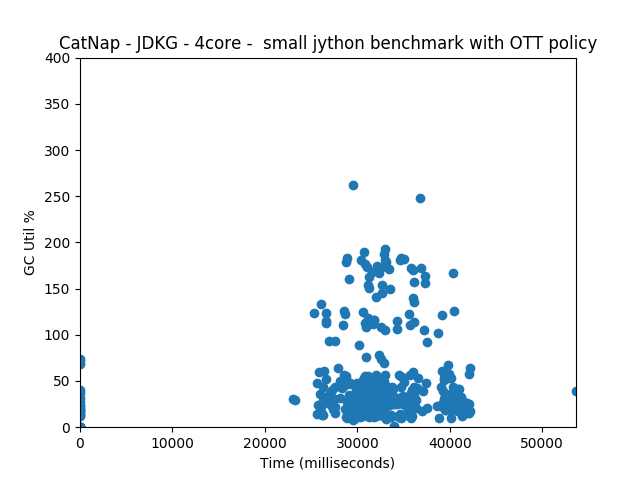 CatNap - JDKG - 4core -  small jython benchmark with OTT policy
400
350
300
250
200
150
100
50
0
GC Util %
0 10000 20000 30000 40000 50000
Time (milliseconds)